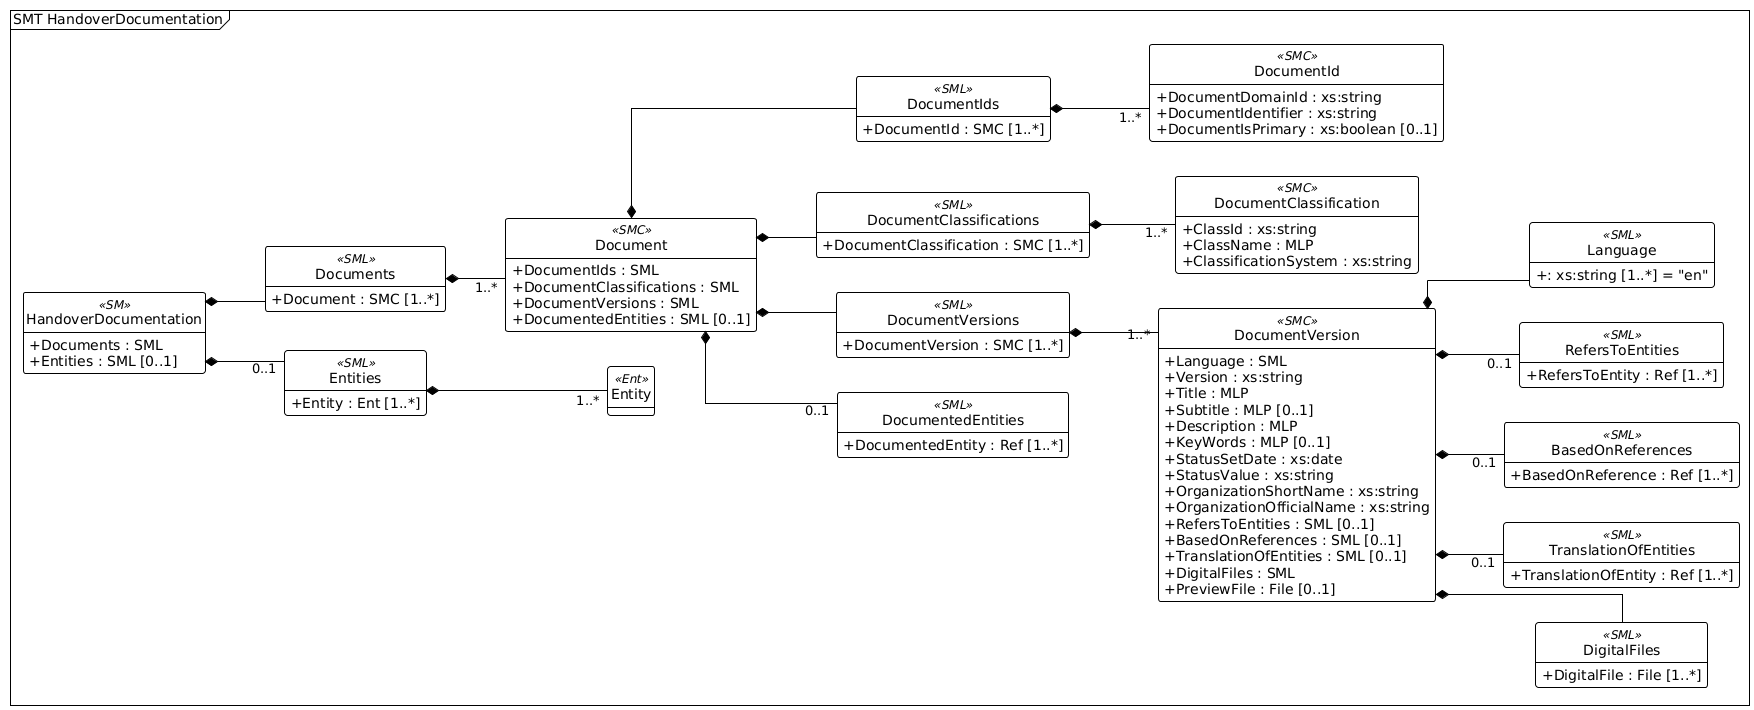 SMT HandoverDocumentation
«SM»
HandoverDocumentation
+Documents : SML
+Entities : SML [0..1]
0..1
«SML»
Documents
+Document : SMC [1..*]
1..*
«SML»
Entities
+Entity : Ent [1..*]
1..*
«Ent»
Entity
«SMC»
Document
+DocumentIds : SML
+DocumentClassifications : SML
+DocumentVersions : SML
+DocumentedEntities : SML [0..1]
0..1
«SML»
DocumentIds
+DocumentId : SMC [1..*]
1..*
«SMC»
DocumentId
+DocumentDomainId : xs:string
+DocumentIdentifier : xs:string
+DocumentIsPrimary : xs:boolean [0..1]
«SML»
DocumentClassifications
+DocumentClassification : SMC [1..*]
1..*
«SMC»
DocumentClassification
+ClassId : xs:string
+ClassName : MLP
+ClassificationSystem : xs:string
«SML»
DocumentVersions
+DocumentVersion : SMC [1..*]
1..*
«SML»
DocumentedEntities
+DocumentedEntity : Ref [1..*]
«SMC»
DocumentVersion
+Language : SML
+Version : xs:string
+Title : MLP
+Subtitle : MLP [0..1]
+Description : MLP
+KeyWords : MLP [0..1]
+StatusSetDate : xs:date
+StatusValue : xs:string
+OrganizationShortName : xs:string
+OrganizationOfficialName : xs:string
+RefersToEntities : SML [0..1]
+BasedOnReferences : SML [0..1]
+TranslationOfEntities : SML [0..1]
+DigitalFiles : SML
+PreviewFile : File [0..1]
«SML»
Language
+: xs:string [1..*] = "en"
0..1
«SML»
RefersToEntities
+RefersToEntity : Ref [1..*]
0..1
«SML»
BasedOnReferences
+BasedOnReference : Ref [1..*]
0..1
«SML»
TranslationOfEntities
+TranslationOfEntity : Ref [1..*]
«SML»
DigitalFiles
+DigitalFile : File [1..*]